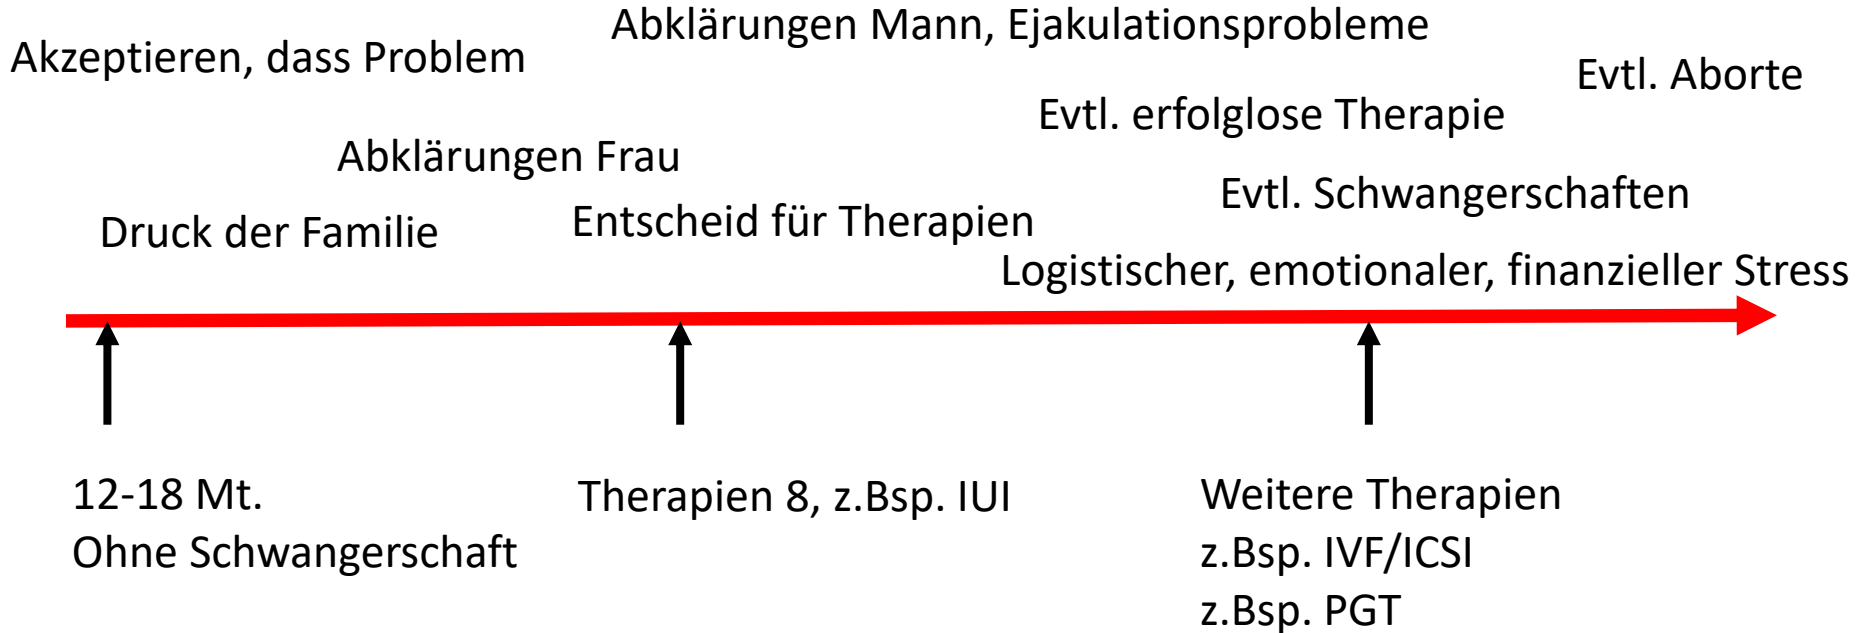 Abklärungen Mann, Ejakulationsprobleme
Akzeptieren, dass Problem
Evtl. Aborte
Evtl. erfolglose Therapie
Abklärungen Frau
Evtl. Schwangerschaften
Druck der Familie
Entscheid für Therapien
Logistischer, emotionaler, finanzieller Stress
12-18 Mt.
Ohne Schwangerschaft
Therapien 8, z.Bsp. IUI
Weitere Therapien
z.Bsp. IVF/ICSI
z.Bsp. PGT